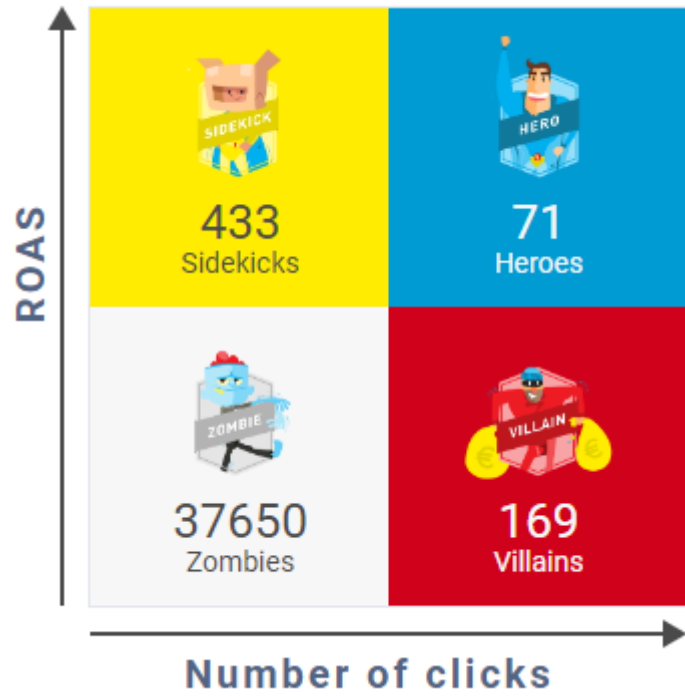 ROAS
SIDEKICK
433
Sidekicks
HERO
71
Heroes
ZOMBIE
37650
Zombies
VILLAIN
€
€
169
Villains
Number of clicks